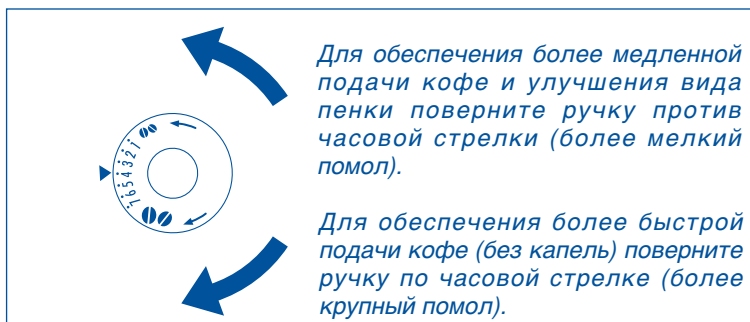 Для обеспечения более медленной
подачи кофе и улучшения вида
пенки поверните ручку против
часовой стрелки (более мелкий
помол).
Для обеспечения более быстрой
подачи кофе (без капель) поверните
ручку по часовой стрелке (более
крупный помол).
7654321